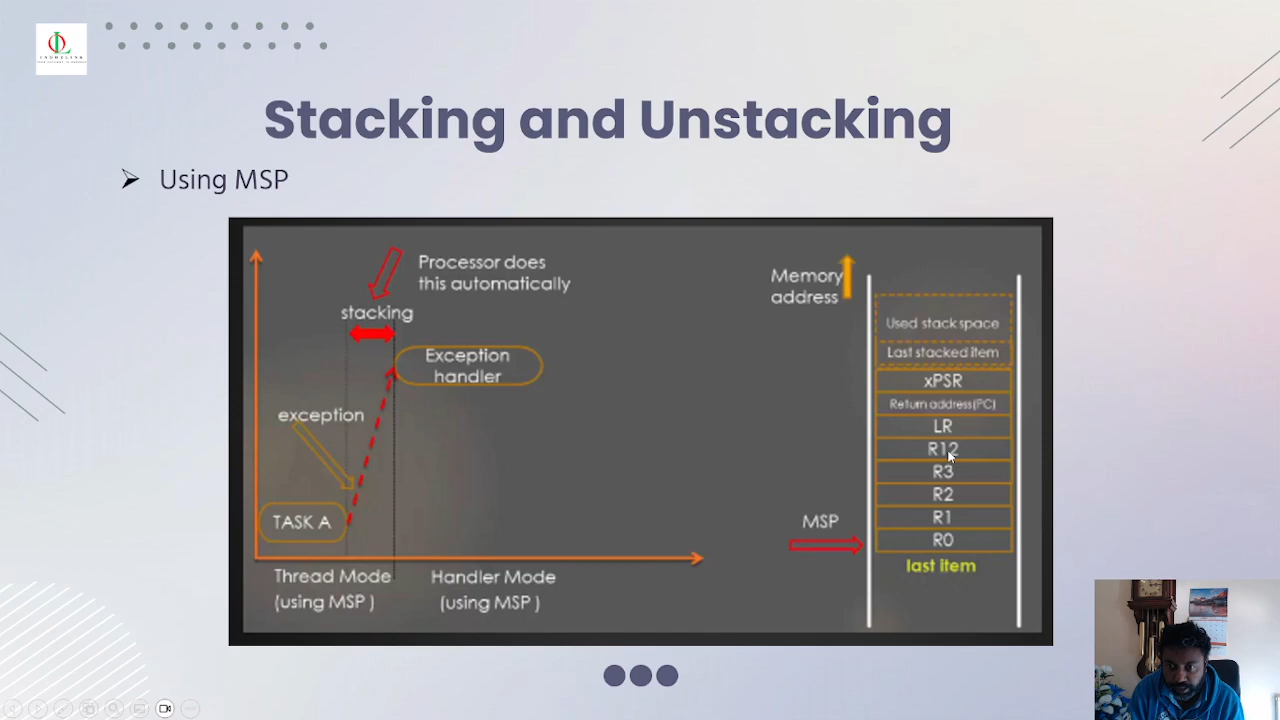 Stacking and Unstacking
Using MSP
Processor does
this automatically
stacking
Exception
handler
exception
TASK A
Thread Mode
(using MSP )
Handler Mode
(using MSP )
Memory
address
Used stack space
Last stacked item
xPSR
Return address(PC)
LR
R12
R3
R2
R1
R0
MSP
last item